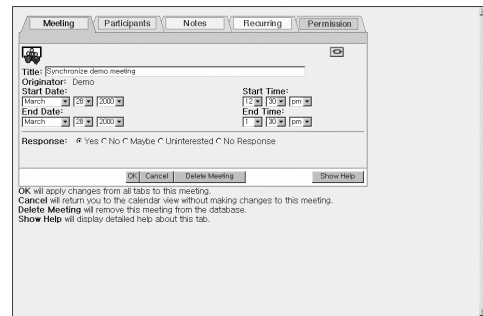 Meeting Participants Notes Recurring Permission
Title: Synchronize demo meeting
Originator: Demo
Start Date: Start Time:
March 28 2000 12 30 pm
End Date: End Time:
March 28 2000 1 30 pm
Response: Yes No Maybe Uninterested No Response
OK Cancel Delete Meeting Show Help
OK will apply changes from all tabs to this meeting.
Cancel will return you to the calendar view without making changes to this meeting.
Delete Meeting will remove this meeting from the database.
Show Help will display detailed help about this tab.